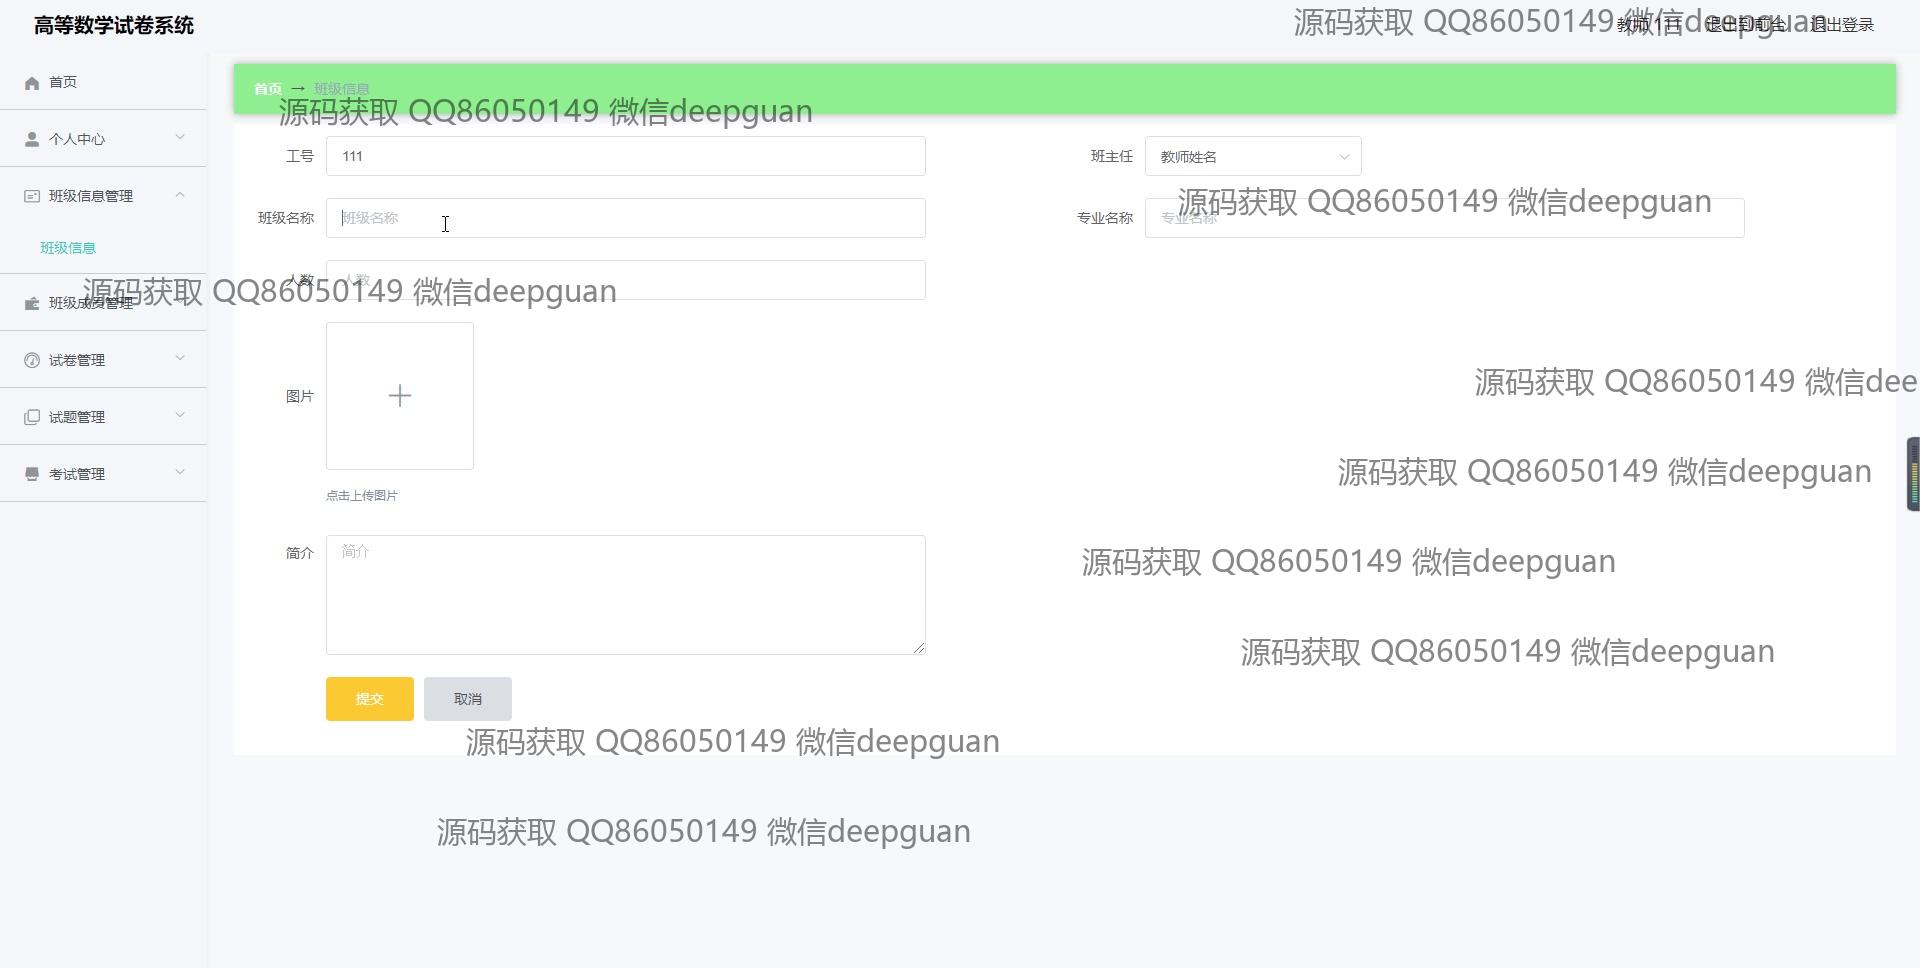 高等数学试卷系统
源码获取 QQ86050149 微信deepguan
教师 111 退出到前台 退出登录
首页
首页 → 班级信息
源码获取 QQ86050149 微信deepguan
个人中心
工号 111
班主任 教师姓名
班级信息管理
源码获取 QQ86050149 微信deepguan
班级名称 班级名称
专业名称 专业名称
班级信息
人数 人数
源码获取 QQ86050149 微信deepguan
班级成员管理
试卷管理
源码获取 QQ86050149 微信dee
图片
试题管理
考试管理
源码获取 QQ86050149 微信deepguan
点击上传图片
简介 简介
源码获取 QQ86050149 微信deepguan
源码获取 QQ86050149 微信deepguan
提交 取消
源码获取 QQ86050149 微信deepguan
源码获取 QQ86050149 微信deepguan